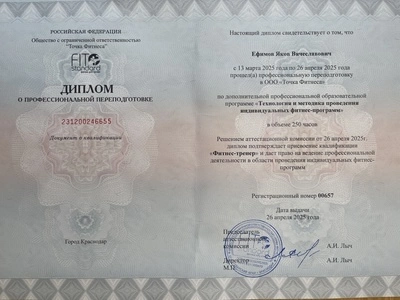 РОССИЙСКАЯ ФЕДЕРАЦИЯ
Общество с ограниченной ответственностью
"Точка Фитнеса"
FIT
standard
ДИПЛОМ
О ПРОФЕССИОНАЛЬНОЙ ПЕРЕПОДГОТОВКЕ
231200246655
Документ о квалификации
Город Краснодар
Настоящий диплом свидетельствует о том, что
Ефимов Яков Вячеславович
с 13 марта 2025 года по 26 апреля 2025 года
прошел(а) профессиональную переподготовку
в ООО «Точка Фитнеса»
по дополнительной профессиональной образовательной
программе «Технология и методика проведения
индивидуальных фитнес-программ»
в объеме 250 часов
Решением аттестационной комиссии от 26 апреля 2025г.
диплом подтверждает присвоение квалификации
«Фитнес-тренер» и дает право на ведение профессиональной
деятельности в области проведения индивидуальных фитнес-
программ
Регистрационный номер 00657
Дата выдачи
26 апреля 2025 года
Председатель
аттестационной
комиссии А.И. Лыч
Директор А.И. Лыч
М.П.